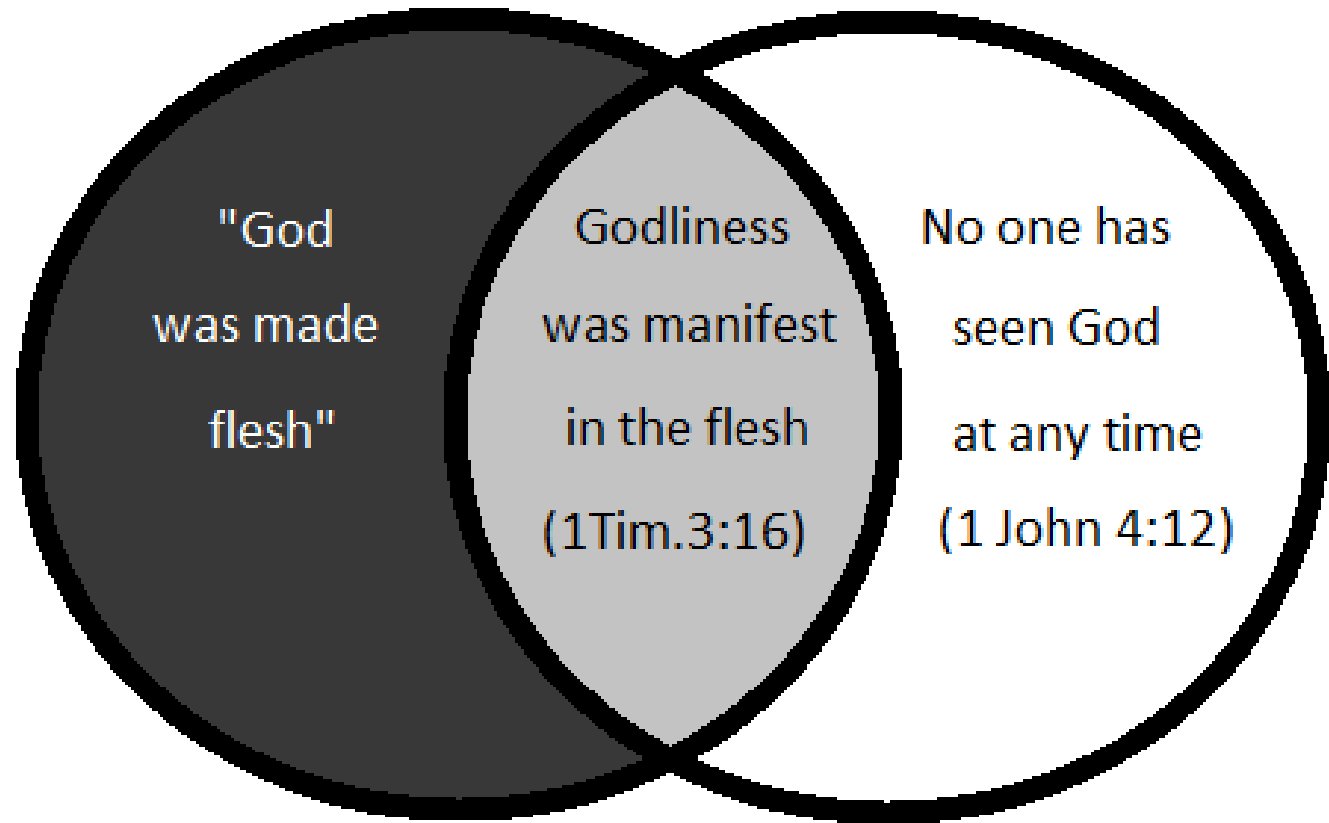 "God
was made
flesh"
Godliness
was manifest
in the flesh
(1Tim.3:16)
No one has
seen God
at any time
(1 John 4:12)